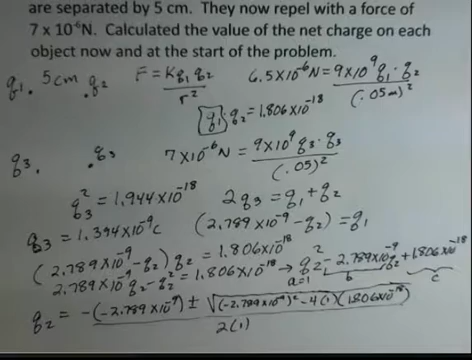 are separated by 5 cm. They now repel with a force of
7 x 10⁻⁶N. Calculated the value of the net charge on each
object now and at the start of the problem.
q₁. 5cm .q₂ F = Kq₁q₂/r² 6.5X10⁻⁶N = 9X10⁹q₁·q₂/(.05m)²
q₁·q₂ = 1.806X10⁻¹⁸
q₃. .q₃ 7X10⁻⁶N = 9X10⁹q₃·q₃/(.05)²
q₃² = 1.944X10⁻¹⁸ 2q₃ = q₁ + q₂
q₃ = 1.394X10⁻⁹C (2.789X10⁻⁹ - q₂) = q₁
(2.789X10⁻⁹ - q₂)q₂ = 1.806X10⁻¹⁸
2.789X10⁻⁹q₂ - q₂² = 1.806X10⁻¹⁸ → q₂² - 2.789X10⁻⁹q₂ + 1.806X10⁻¹⁸
a=1 b c
q₂ = -(-2.789X10⁻⁹) ± √((-2.789X10⁻⁹)² - 4(1)(1.806X10⁻¹⁸))/2(1)